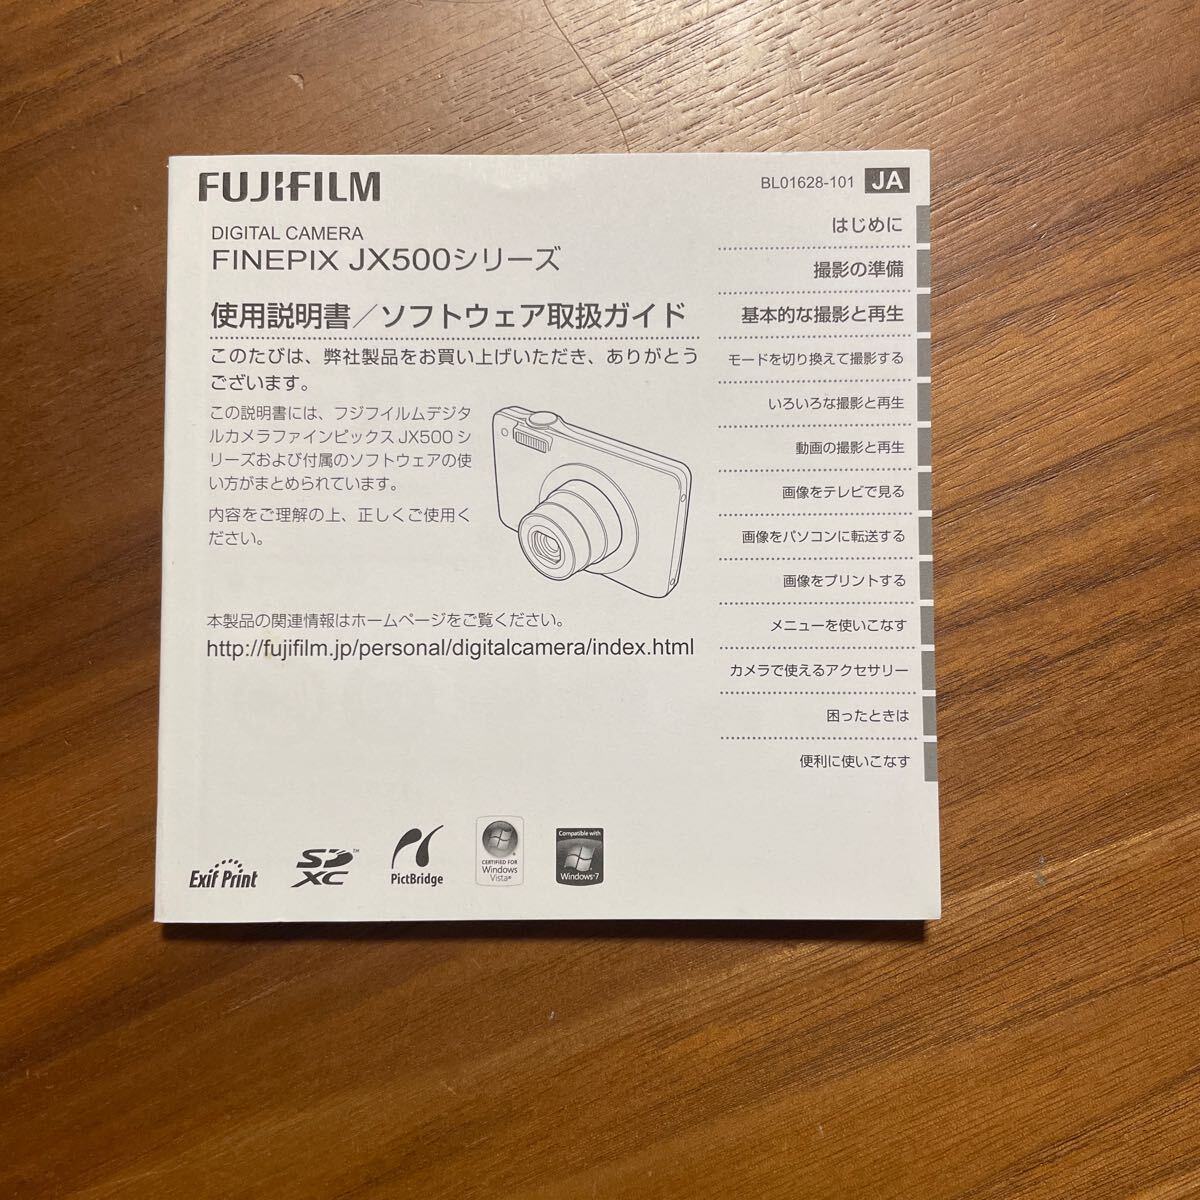 FUJIFILM
BL01628-101 JA
DIGITAL CAMERA
FINEPIX JX500シリーズ
使用説明書／ソフトウェア取扱ガイド
このたびは、弊社製品をお買い上げいただき、ありがとう
ございます。
この説明書には、フジフイルムデジタ
ルカメラファインピックス JX500 シ
リーズおよび付属のソフトウェアの使
い方がまとめられています。
内容をご理解の上、正しくご使用く
ださい。
本製品の関連情報はホームページをご覧ください。
http://fujifilm.jp/personal/digitalcamera/index.html
はじめに
撮影の準備
基本的な撮影と再生
モードを切り換えて撮影する
いろいろな撮影と再生
動画の撮影と再生
画像をテレビで見る
画像をパソコンに転送する
画像をプリントする
メニューを使いこなす
カメラで使えるアクセサリー
困ったときは
便利に使いこなす
Exif Print
SD™
XC
PictBridge
CERTIFIED FOR
Windows
Vista®
Compatible with
Windows®7